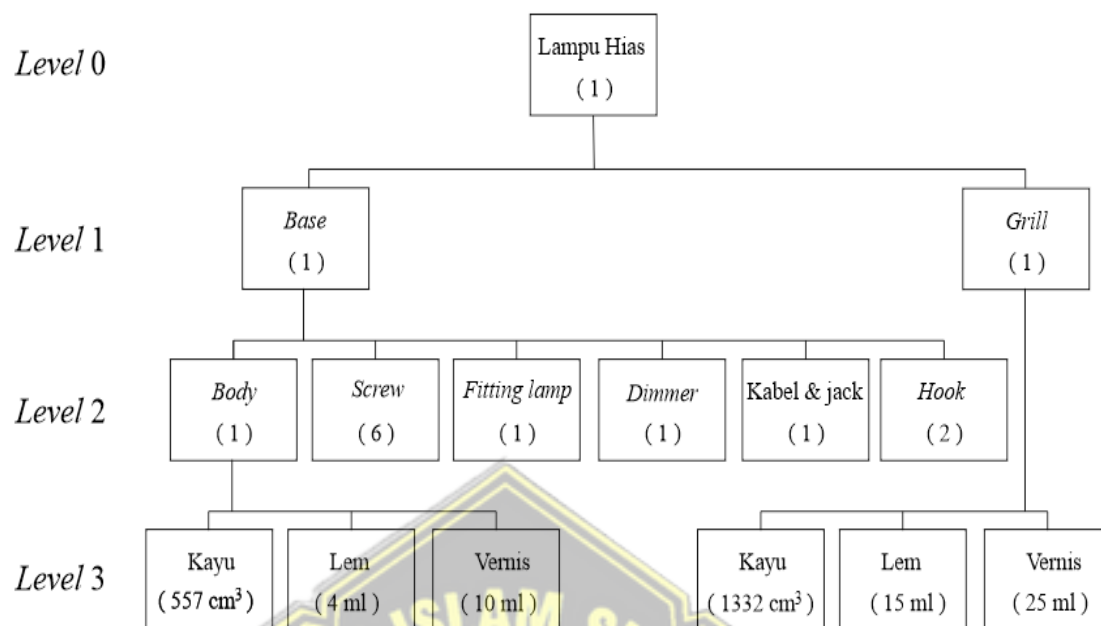 Level 0
Lampu Hias
( 1 )
Level 1
Base
( 1 )
Grill
( 1 )
Level 2
Body
( 1 )
Screw
( 6 )
Fitting lamp
( 1 )
Dimmer
( 1 )
Kabel & jack
( 1 )
Hook
( 2 )
Level 3
Kayu
( 557 cm³ )
Lem
( 4 ml )
Vernis
( 10 ml )
Kayu
( 1332 cm³ )
Lem
( 15 ml )
Vernis
( 25 ml )
ISLAM